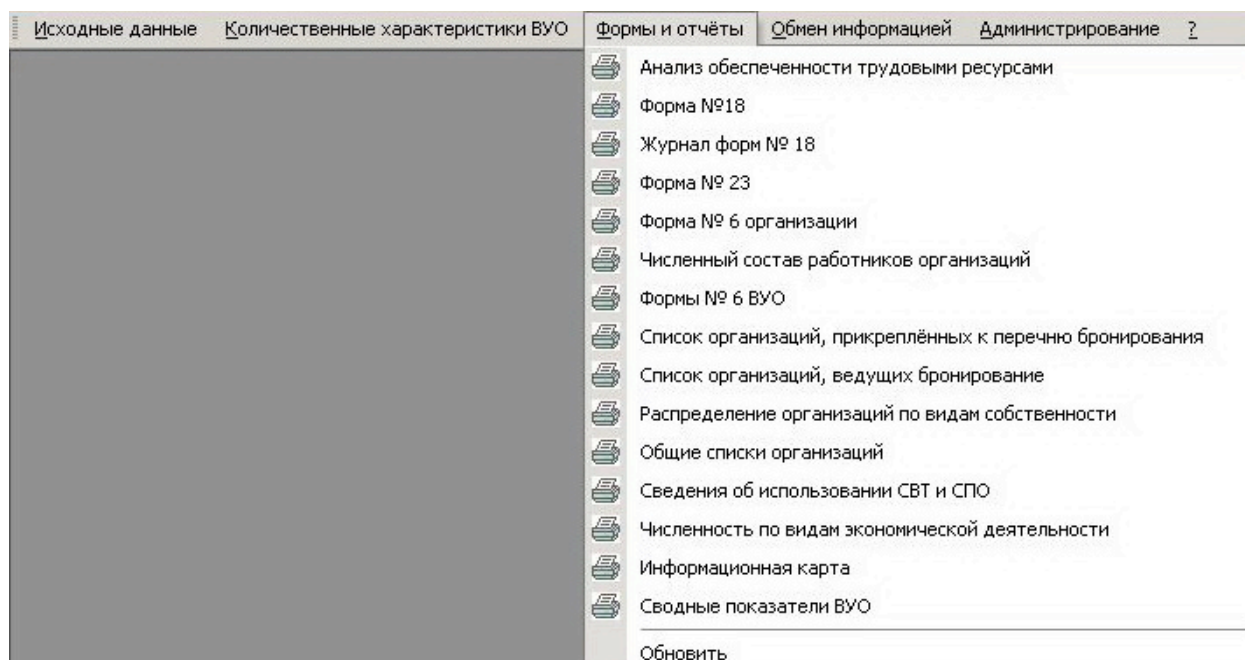 Исходные данные Количественные характеристики ВУО Формы и отчёты Обмен информацией Администрирование ?
Анализ обеспеченности трудовыми ресурсами
Форма №18
Журнал форм № 18
Форма № 23
Форма № 6 организации
Численный состав работников организаций
Формы № 6 ВУО
Список организаций, прикреплённых к перечню бронирования
Список организаций, ведущих бронирование
Распределение организаций по видам собственности
Общие списки организаций
Сведения об использовании СВТ и СПО
Численность по видам экономической деятельности
Информационная карта
Сводные показатели ВУО
Обновить